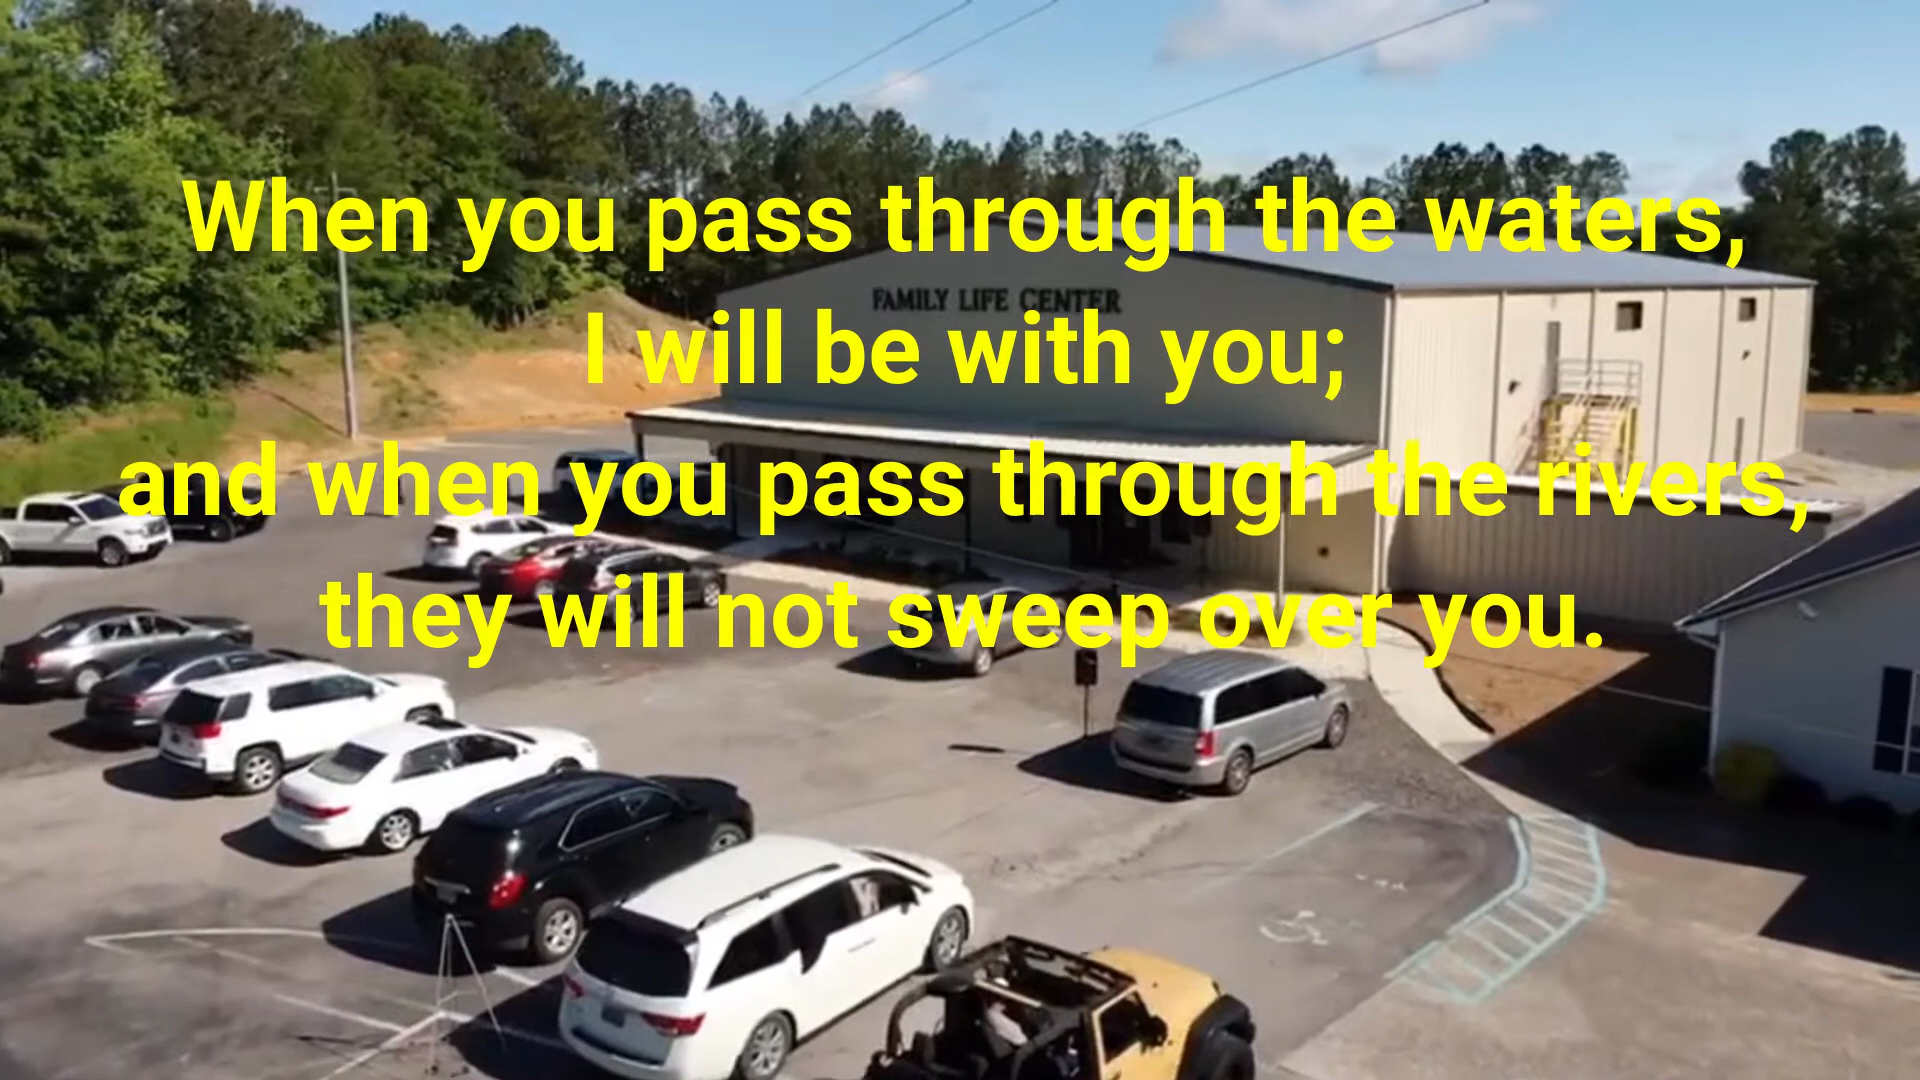 When you pass through the waters,
FAMILY LIFE CENTER
I will be with you;
and when you pass through the rivers,
they will not sweep over you.